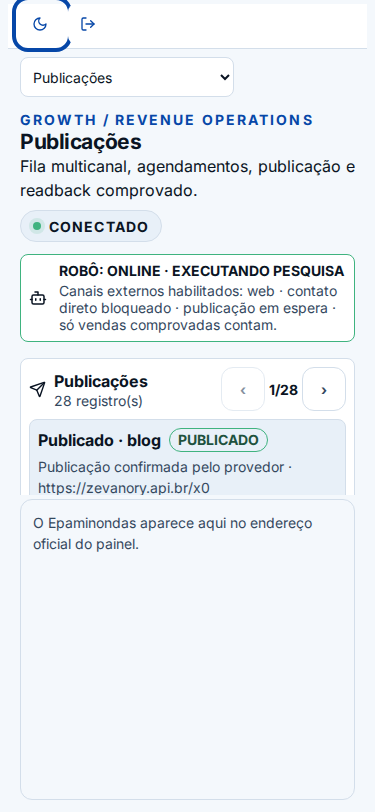 Publicações
GROWTH / REVENUE OPERATIONS
Publicações
Fila multicanal, agendamentos, publicação e
readback comprovado.
CONECTADO
ROBÔ: ONLINE · EXECUTANDO PESQUISA
Canais externos habilitados: web · contato
direto bloqueado · publicação em espera ·
só vendas comprovadas contam.
Publicações
28 registro(s)
‹ 1/28 ›
Publicado · blog PUBLICADO
Publicação confirmada pelo provedor ·
https://zevanory.api.br/x0
O Epaminondas aparece aqui no endereço
oficial do painel.